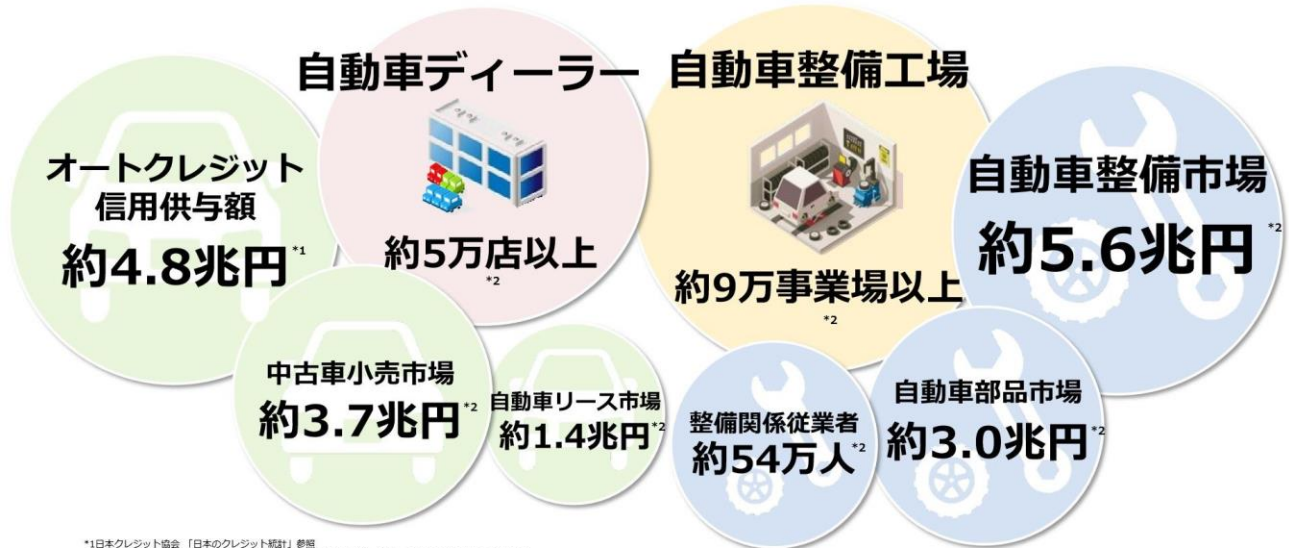 自動車ディーラー
約5万店以上
*2
自動車整備工場
約9万事業場以上
*2
オートクレジット
信用供与額
約4.8兆円*1
自動車整備市場
約5.6兆円*2
中古車小売市場
約3.7兆円*2
自動車リース市場
約1.4兆円*2
整備関係従業者
約54万人*2
自動車部品市場
約3.0兆円*2
*1日本クレジット協会 「日本のクレジット統計」参照